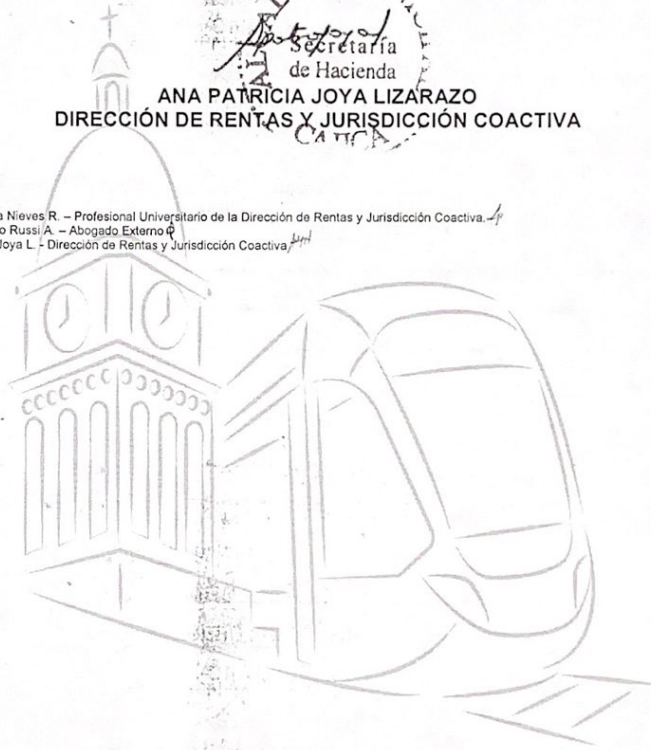 Secretaría
de Hacienda
ANA PATRICIA JOYA LIZARAZO
DIRECCIÓN DE RENTAS Y JURISDICCIÓN COACTIVA
Nieves R. – Profesional Universitario de la Dirección de Rentas y Jurisdicción Coactiva.
Russi A. – Abogado Externo
Joya L. - Dirección de Rentas y Jurisdicción Coactiva